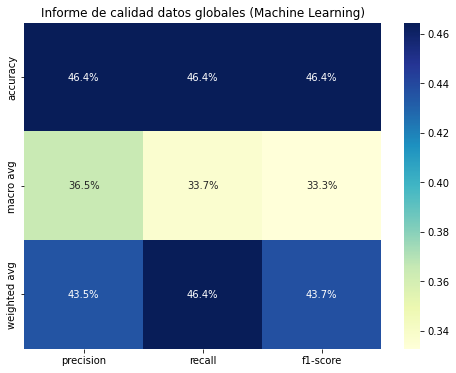 Informe de calidad datos globales (Machine Learning)
accuracy
46.4% 46.4% 46.4%
macro avg
36.5% 33.7% 33.3%
weighted avg
43.5% 46.4% 43.7%
precision recall f1-score
0.46
0.44
0.42
0.40
0.38
0.36
0.34